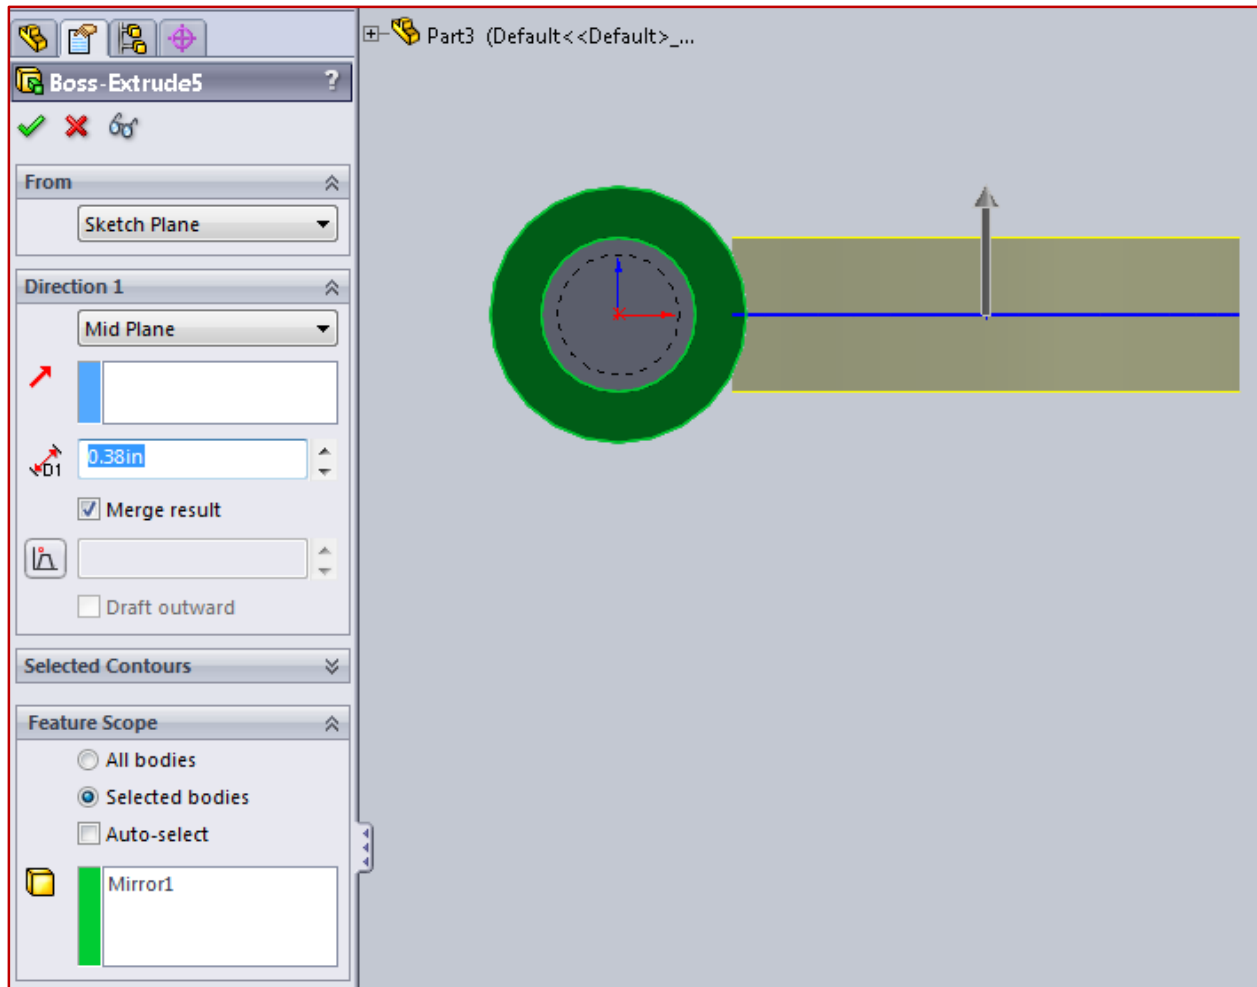 Part3 (Default<<Default>_...
Boss-Extrude5 ?
From
Sketch Plane
Direction 1
Mid Plane
D1
0.38in
Merge result
Draft outward
Selected Contours
Feature Scope
All bodies
Selected bodies
Auto-select
Mirror1